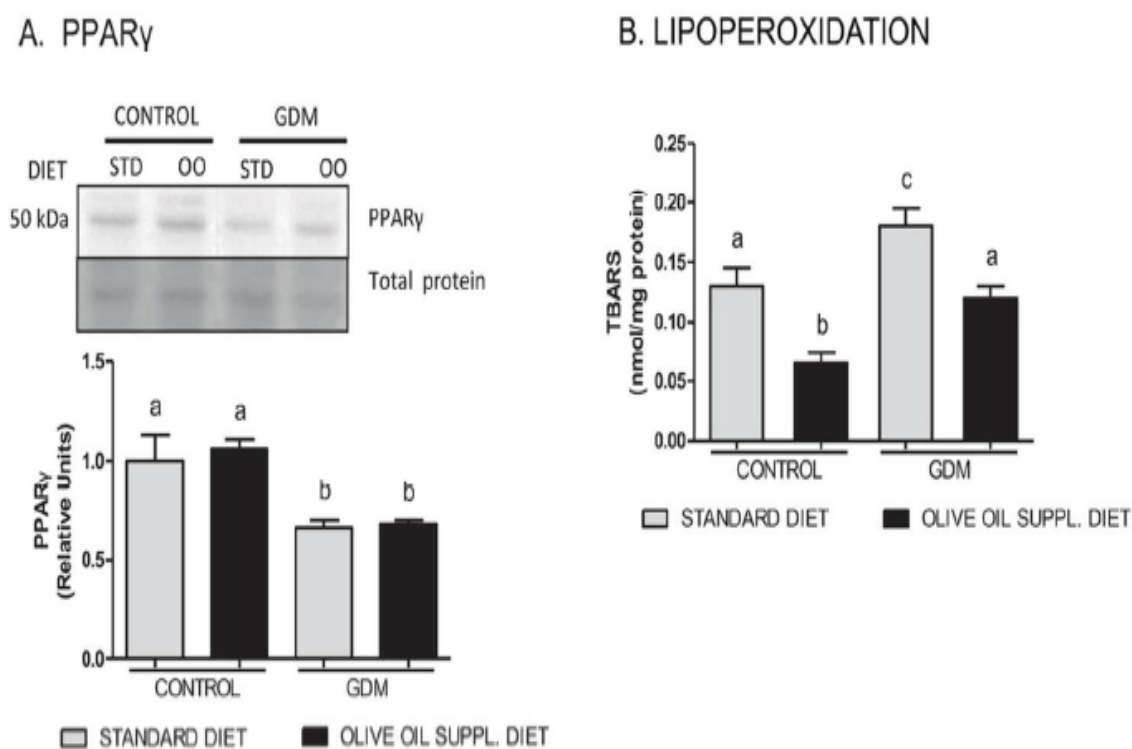 A. PPARγ
CONTROL GDM
DIET STD OO STD OO
50 kDa PPARγ
Total protein
1.5
a a
1.0
b b
0.5
0.0
PPARγ
(Relative Units)
CONTROL GDM
STANDARD DIET OLIVE OIL SUPPL. DIET
B. LIPOPEROXIDATION
0.25
c
0.20
a
0.15
a
b
0.10
0.05
0.00
TBARS
(nmol/mg protein)
CONTROL GDM
STANDARD DIET OLIVE OIL SUPPL. DIET